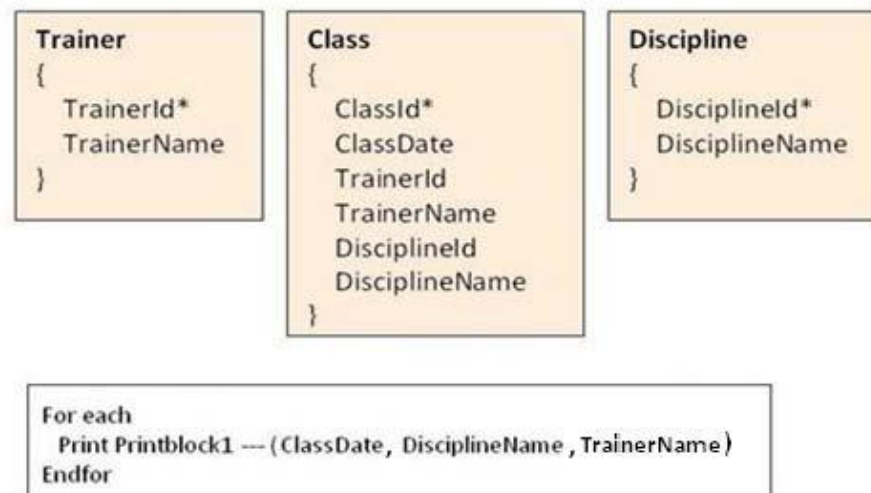 Trainer
{
TrainerId*
TrainerName
}
Class
{
ClassId*
ClassDate
TrainerId
TrainerName
DisciplineId
DisciplineName
}
Discipline
{
DisciplineId*
DisciplineName
}
For each
Print Printblock1 --- (ClassDate, DisciplineName ,TrainerName)
Endfor